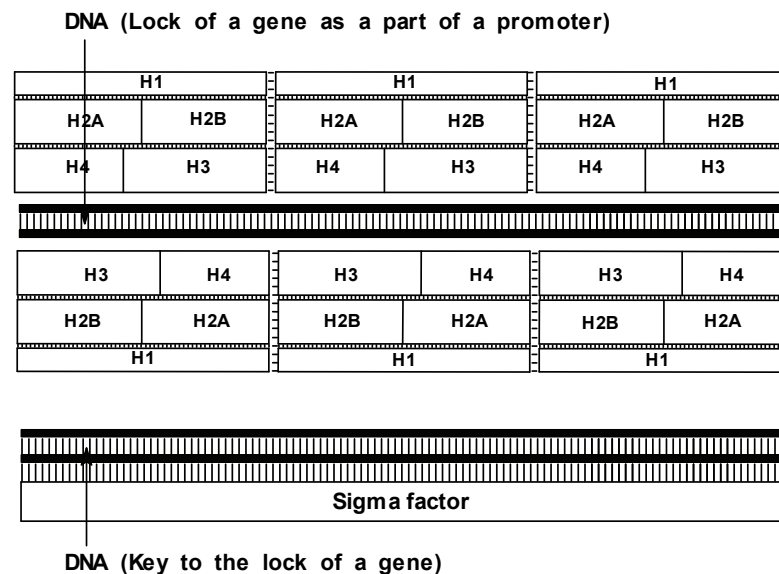 DNA (Lock of a gene as a part of a promoter)
H1 H1 H1
H2A H2B H2A H2B H2A H2B
H4 H3 H4 H3 H4 H3
H3 H4 H3 H4 H3 H4
H2B H2A H2B H2A H2B H2A
H1 H1 H1
Sigma factor
DNA (Key to the lock of a gene)